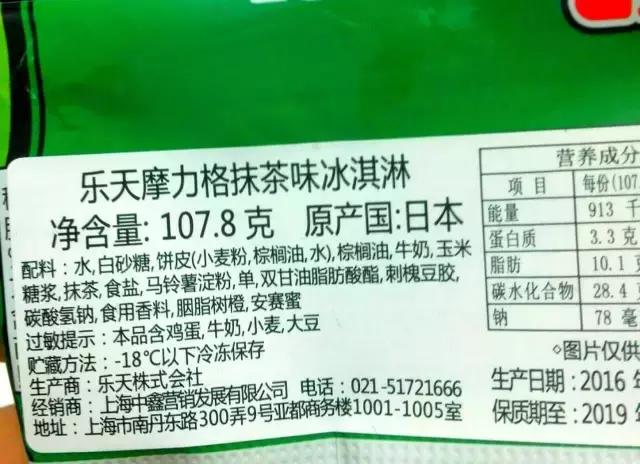 乐天摩力格抹茶味冰淇淋
净含量: 107.8 克 原产国:日本
配料：水,白砂糖,饼皮(小麦粉,棕榈油,水),棕榈油,牛奶,玉米
糖浆,抹茶,食盐,马铃薯淀粉,单,双甘油脂肪酸酯,刺槐豆胶,
碳酸氢钠,食用香料,胭脂树橙,安赛蜜
过敏提示：本品含鸡蛋,牛奶,小麦,大豆
贮藏方法：-18℃以下冷冻保存
生产商：乐天株式会社
经销商：上海中鑫营销发展有限公司 电话：021-51721666
地址：上海市南丹东路300弄9号亚都商务楼1001-1005室
营养成分
项目 每份(107.
能量 913 千
蛋白质 3.3 克
脂肪 10.1
碳水化合物 28.4
钠 78 毫
◇图片仅供
生产日期：2016 年
保质期至：2019 年